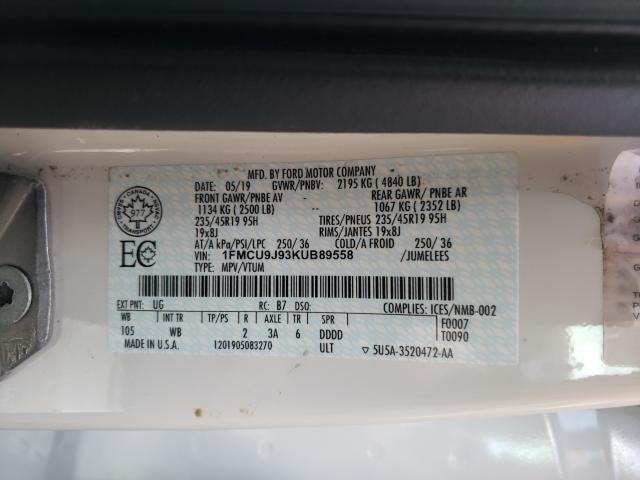 MFD. BY FORD MOTOR COMPANY
DATE: 05/19 GVWR/PNBV: 2195 KG ( 4840 LB)
FRONT GAWR/PNBE AV REAR GAWR/ PNBE AR
1134 KG ( 2500 LB) 1067 KG ( 2352 LB)
235/45R19 95H TIRES/PNEUS 235/45R19 95H
19x8J RIMS/JANTES 19x8J
AT/A kPa/PSI/LPC 250/ 36 COLD/A FROID 250/ 36
VIN: 1FMCU9J93KUB89558 /JUMELEES
TYPE: MPV/VTUM
CANADA
977
EC
EXT PNT: UG RC: B7 DSO: COMPLIES: ICES/NMB-002
WB INT TR TP/PS R AXLE TR SPR F0007
105 WB 2 3A 6 DDDD T0090
MADE IN U.S.A. 1201905083270 ULT ▽ 5U5A-3520472-AA